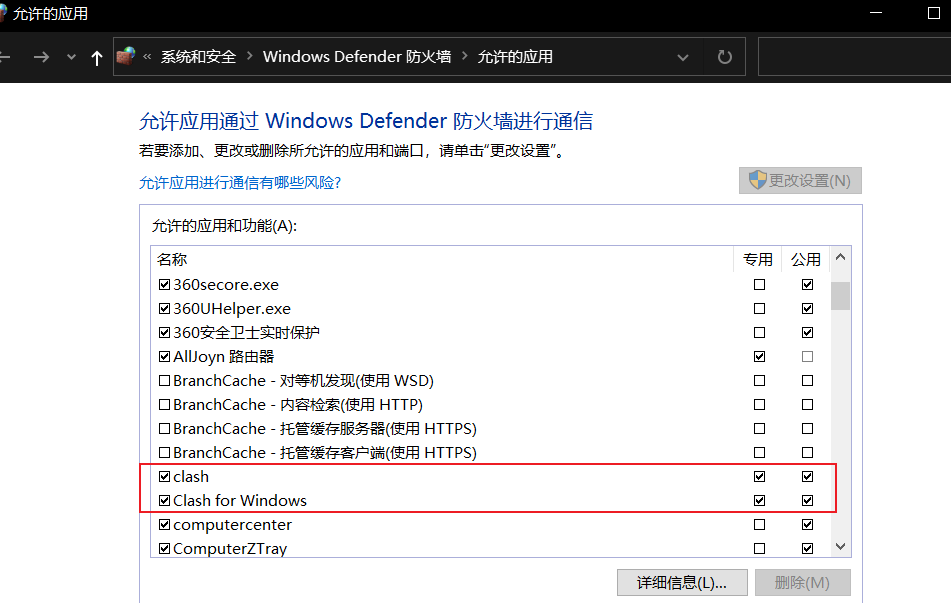 允许的应用
« 系统和安全 > Windows Defender 防火墙 > 允许的应用
允许应用通过 Windows Defender 防火墙进行通信
若要添加、更改或删除所允许的应用和端口，请单击“更改设置”。
允许应用进行通信有哪些风险?
更改设置(N)
允许的应用和功能(A):
名称 专用 公用
360secore.exe
360UHelper.exe
360安全卫士实时保护
AllJoyn 路由器
BranchCache - 对等机发现(使用 WSD)
BranchCache - 内容检索(使用 HTTP)
BranchCache - 托管缓存服务器(使用 HTTPS)
BranchCache - 托管缓存客户端(使用 HTTPS)
clash
Clash for Windows
computercenter
ComputerZTray
详细信息(L)... 删除(M)